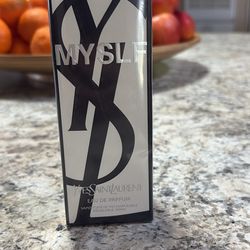 MYSLF
YVESSAINTLAURENT
EAU DE PARFUM